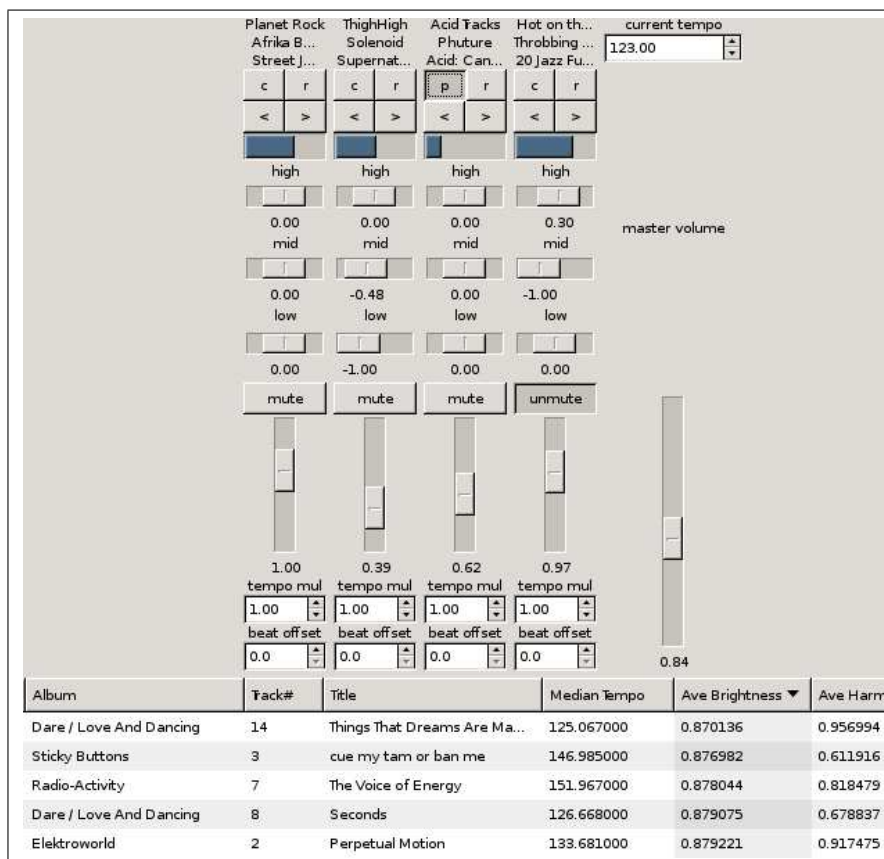 Planet Rock ThighHigh Acid Tracks Hot on th... current tempo
Afrika B... Solenoid Phuture Throbbing ... 123.00
Street J... Supernat... Acid: Can... 20 Jazz Fu...
c r c r p r c r
< > < > < > < >
high high high high
0.00 0.00 0.00 0.30
master volume
mid mid mid mid
0.00 -0.48 0.00 -1.00
low low low low
0.00 -1.00 0.00 0.00
mute mute mute unmute
1.00 0.39 0.62 0.97
tempo mul tempo mul tempo mul tempo mul
1.00 1.00 1.00 1.00
beat offset beat offset beat offset beat offset
0.0 0.0 0.0 0.0
0.84
Album Track# Title Median Tempo Ave Brightness ▼ Ave Harm
Dare / Love And Dancing 14 Things That Dreams Are Ma... 125.067000 0.870136 0.956994
Sticky Buttons 3 cue my tam or ban me 146.985000 0.876982 0.611916
Radio-Activity 7 The Voice of Energy 151.967000 0.878044 0.818479
Dare / Love And Dancing 8 Seconds 126.668000 0.879075 0.678837
Elektroworld 2 Perpetual Motion 133.681000 0.879221 0.917475